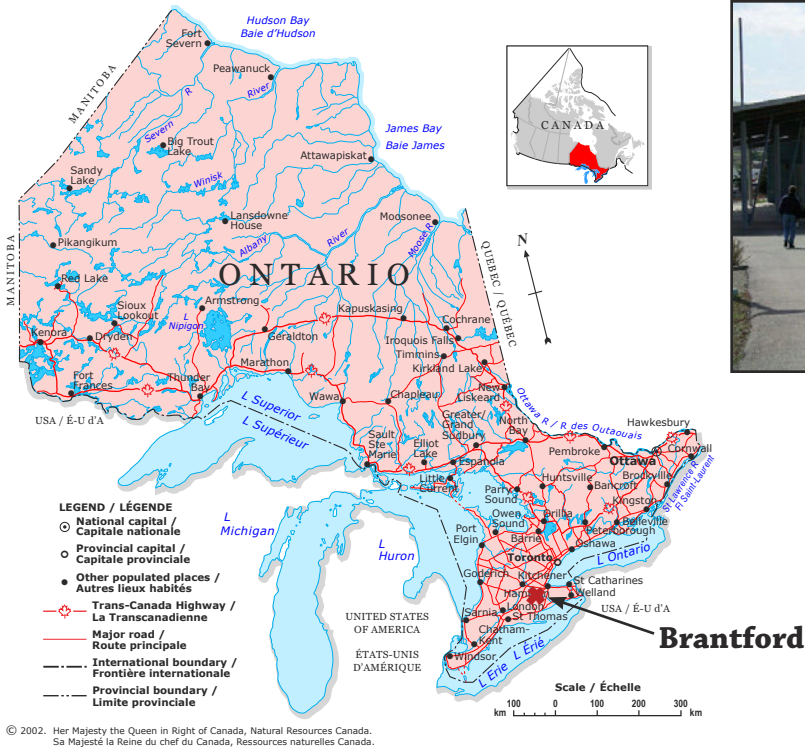 Hudson Bay
Baie d'Hudson
Fort
Severn
Peawanuck
MANITOBA
Severn R
River
James Bay
Baie James
CANADA
Big Trout
Lake
Attawapiskat
Sandy
Lake
Winisk
Lansdowne
House
Moosonee
Albany River
Moose R
Pikangikum
MANITOBA
ONTARIO
QUEBEC / QUÉBEC
N
Red Lake
Sioux
Lookout
Armstrong
L
Nipigon
Kapuskasing
Cochrane
Kenora
Dryden
Geraldton
Iroquois Falls
Timmins
Marathon
Kirkland Lake
Fort
Frances
Thunder
Bay
Wawa
Chapleau
New
Liskeard
Ottawa R / R des Outaouais
USA / É-U d'A
L Superior
L Supérieur
Greater/
Grand
Sudbury
North
Bay
Hawkesbury
Sault
Ste
Marie
Elliot
Lake
Espanola
Pembroke
Ottawa
Cornwall
Little
Current
Parry
Sound
Huntsville
Bancroft
Brockville
Kingston
St Lawrence R
Fl Saint-Laurent
LEGEND / LÉGENDE
National capital /
Capitale nationale
Provincial capital /
Capitale provinciale
Other populated places /
Autres lieux habités
Trans-Canada Highway /
La Transcanadienne
Major road /
Route principale
International boundary /
Frontière internationale
Provincial boundary /
Limite provinciale
L
Michigan
L
Huron
Owen
Sound
Orillia
Belleville
Port
Elgin
Barrie
Peterborough
Oshawa
Toronto
L Ontario
Goderich
Kitchener
St Catharines
Hamilton
Welland
USA / É-U d'A
UNITED STATES
OF AMERICA
Sarnia
London
St Thomas
Chatham-
Kent
ÉTATS-UNIS
D'AMÉRIQUE
Windsor
L Erie L Érié
Brantford
Scale / Échelle
km 100 0 100 200 300 km
© 2002. Her Majesty the Queen in Right of Canada, Natural Resources Canada.
Sa Majesté la Reine du chef du Canada, Ressources naturelles Canada.